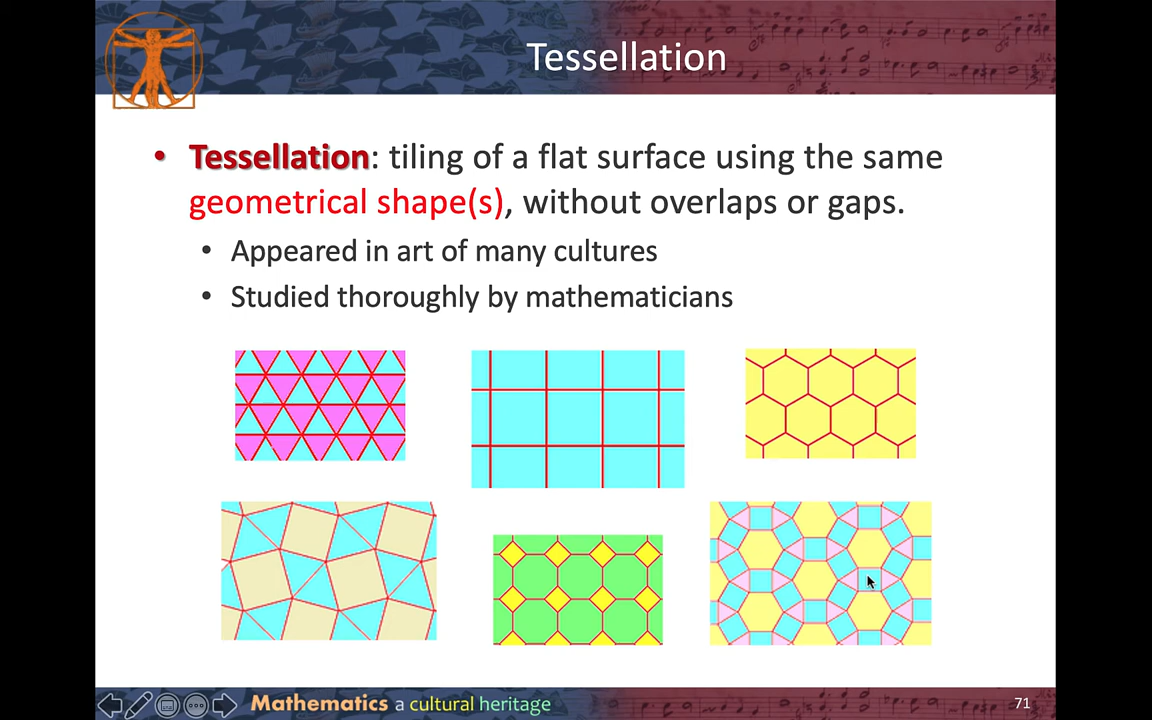 Tessellation
• Tessellation: tiling of a flat surface using the same
geometrical shape(s), without overlaps or gaps.
• Appeared in art of many cultures
• Studied thoroughly by mathematicians
Mathematics a cultural heritage
71